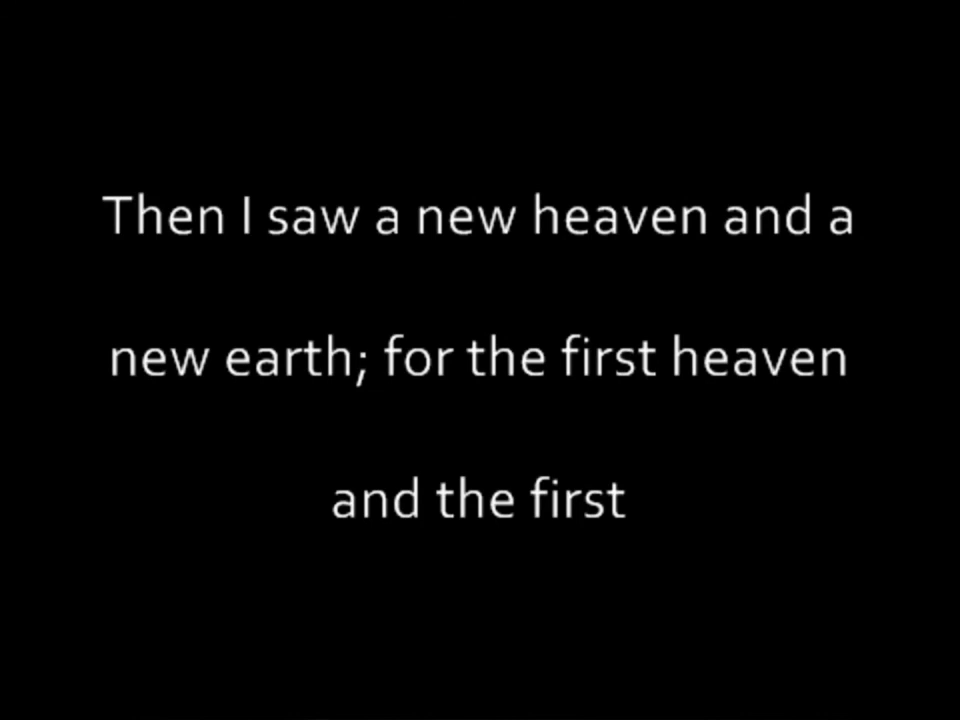 Then I saw a new heaven and a
new earth; for the first heaven
and the first